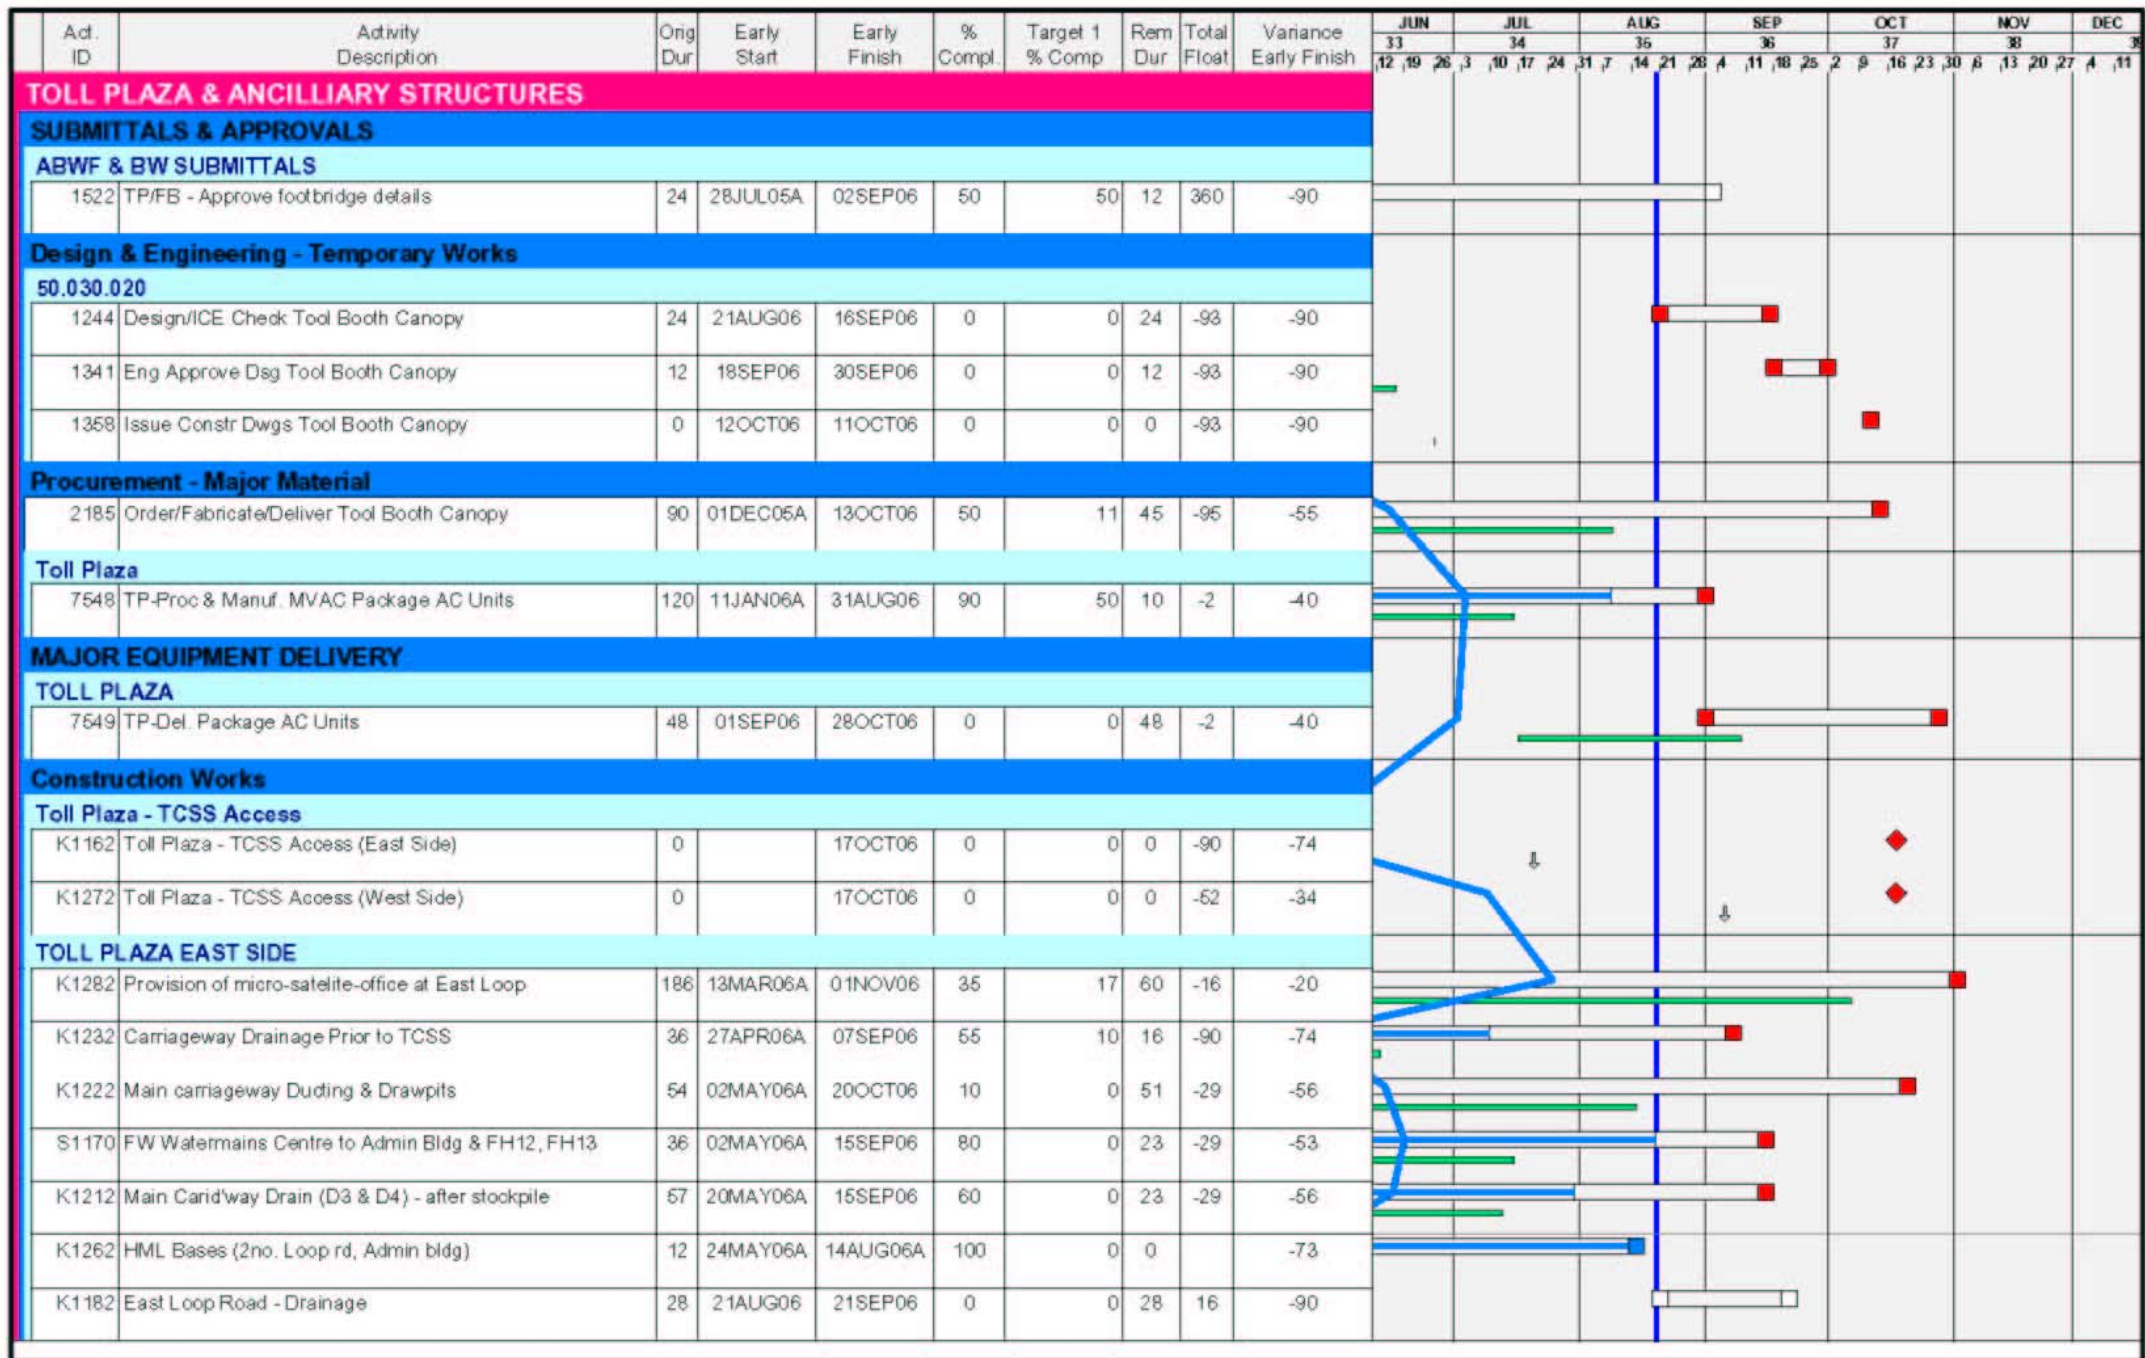 Act. ID Activity Description Orig Dur Early Start Early Finish % Compl. Target 1 % Comp Rem Dur Total Float Variance Early Finish
JUN JUL AUG SEP OCT NOV DEC
33 34 35 36 37 38 39
12 19 26 3 10 17 24 31 7 14 21 28 4 11 18 25 2 9 16 23 30 6 13 20 27 4 11
TOLL PLAZA & ANCILLIARY STRUCTURES
SUBMITTALS & APPROVALS
ABWF & BW SUBMITTALS
1522 TP/FB - Approve footbridge details 24 28JUL05A 02SEP06 50 50 12 360 -90
Design & Engineering - Temporary Works
50.030.020
1244 Design/ICE Check Tool Booth Canopy 24 21AUG06 16SEP06 0 0 24 -93 -90
1341 Eng Approve Dsg Tool Booth Canopy 12 18SEP06 30SEP06 0 0 12 -93 -90
1358 Issue Constr Dwgs Tool Booth Canopy 0 12OCT06 11OCT06 0 0 0 -93 -90
Procurement - Major Material
2185 Order/Fabricate/Deliver Tool Booth Canopy 90 01DEC05A 13OCT06 50 11 45 -95 -55
Toll Plaza
7548 TP-Proc & Manuf. MVAC Package AC Units 120 11JAN06A 31AUG06 90 50 10 -2 -40
MAJOR EQUIPMENT DELIVERY
TOLL PLAZA
7549 TP-Del. Package AC Units 48 01SEP06 28OCT06 0 0 48 -2 -40
Construction Works
Toll Plaza - TCSS Access
K1162 Toll Plaza - TCSS Access (East Side) 0 17OCT06 0 0 0 -90 -74
K1272 Toll Plaza - TCSS Access (West Side) 0 17OCT06 0 0 0 -52 -34
TOLL PLAZA EAST SIDE
K1282 Provision of micro-satelite-office at East Loop 186 13MAR06A 01NOV06 35 17 60 -16 -20
K1232 Carriageway Drainage Prior to TCSS 36 27APR06A 07SEP06 55 10 16 -90 -74
K1222 Main carriageway Ducting & Drawpits 54 02MAY06A 20OCT06 10 0 51 -29 -56
S1170 FW Watermains Centre to Admin Bldg & FH12, FH13 36 02MAY06A 15SEP06 80 0 23 -29 -53
K1212 Main Carid'way Drain (D3 & D4) - after stockpile 57 20MAY06A 15SEP06 60 0 23 -29 -56
K1262 HML Bases (2no. Loop rd, Admin bldg) 12 24MAY06A 14AUG06A 100 0 0 -73
K1182 East Loop Road - Drainage 28 21AUG06 21SEP06 0 0 28 16 -90